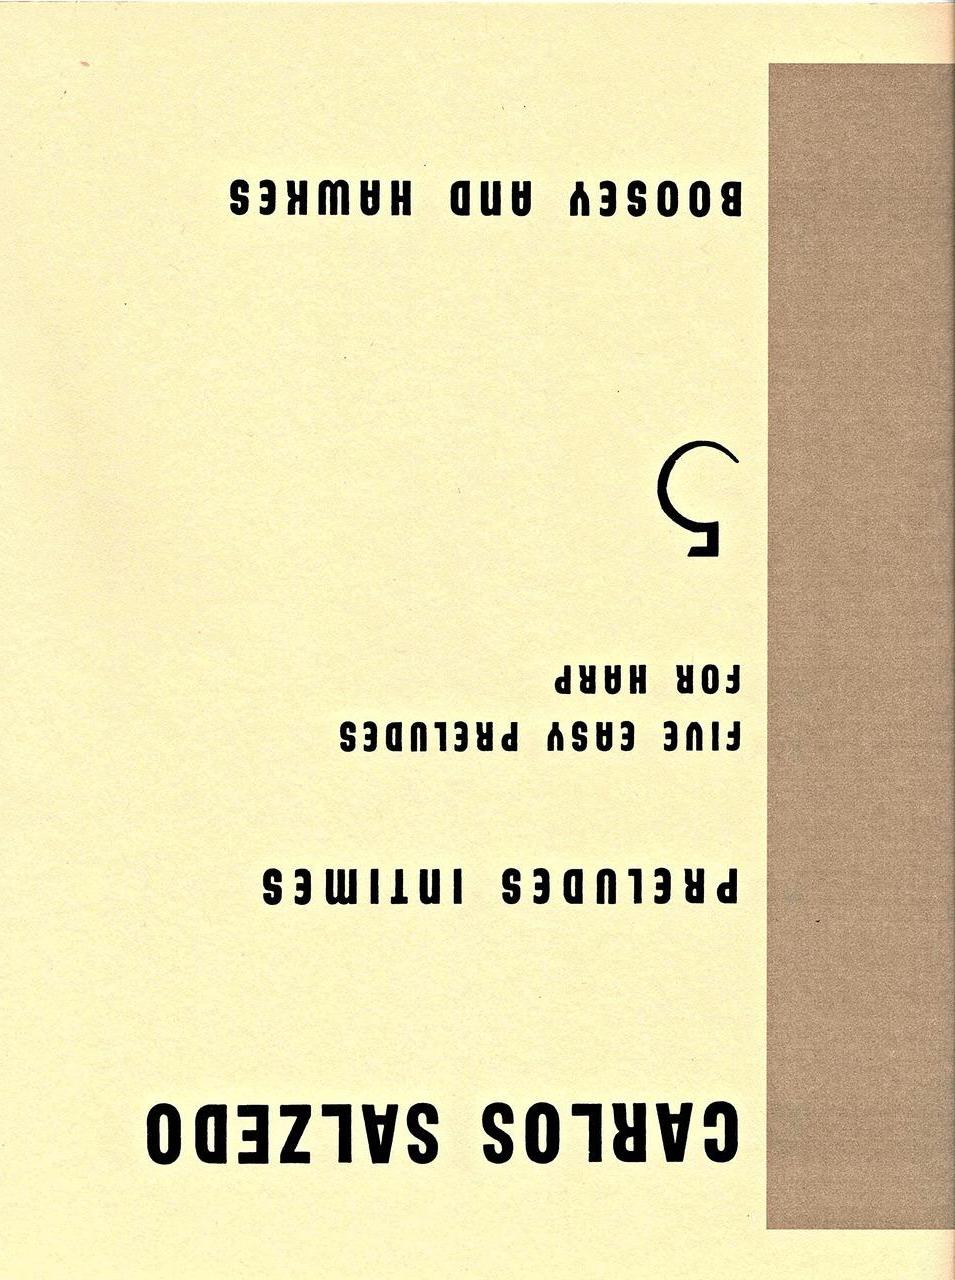 CARLOS SALZEDO
PRELUDES INTIMES
FIVE EASY PRELUDES
FOR HARP
5
BOOSEY AND HAWKES